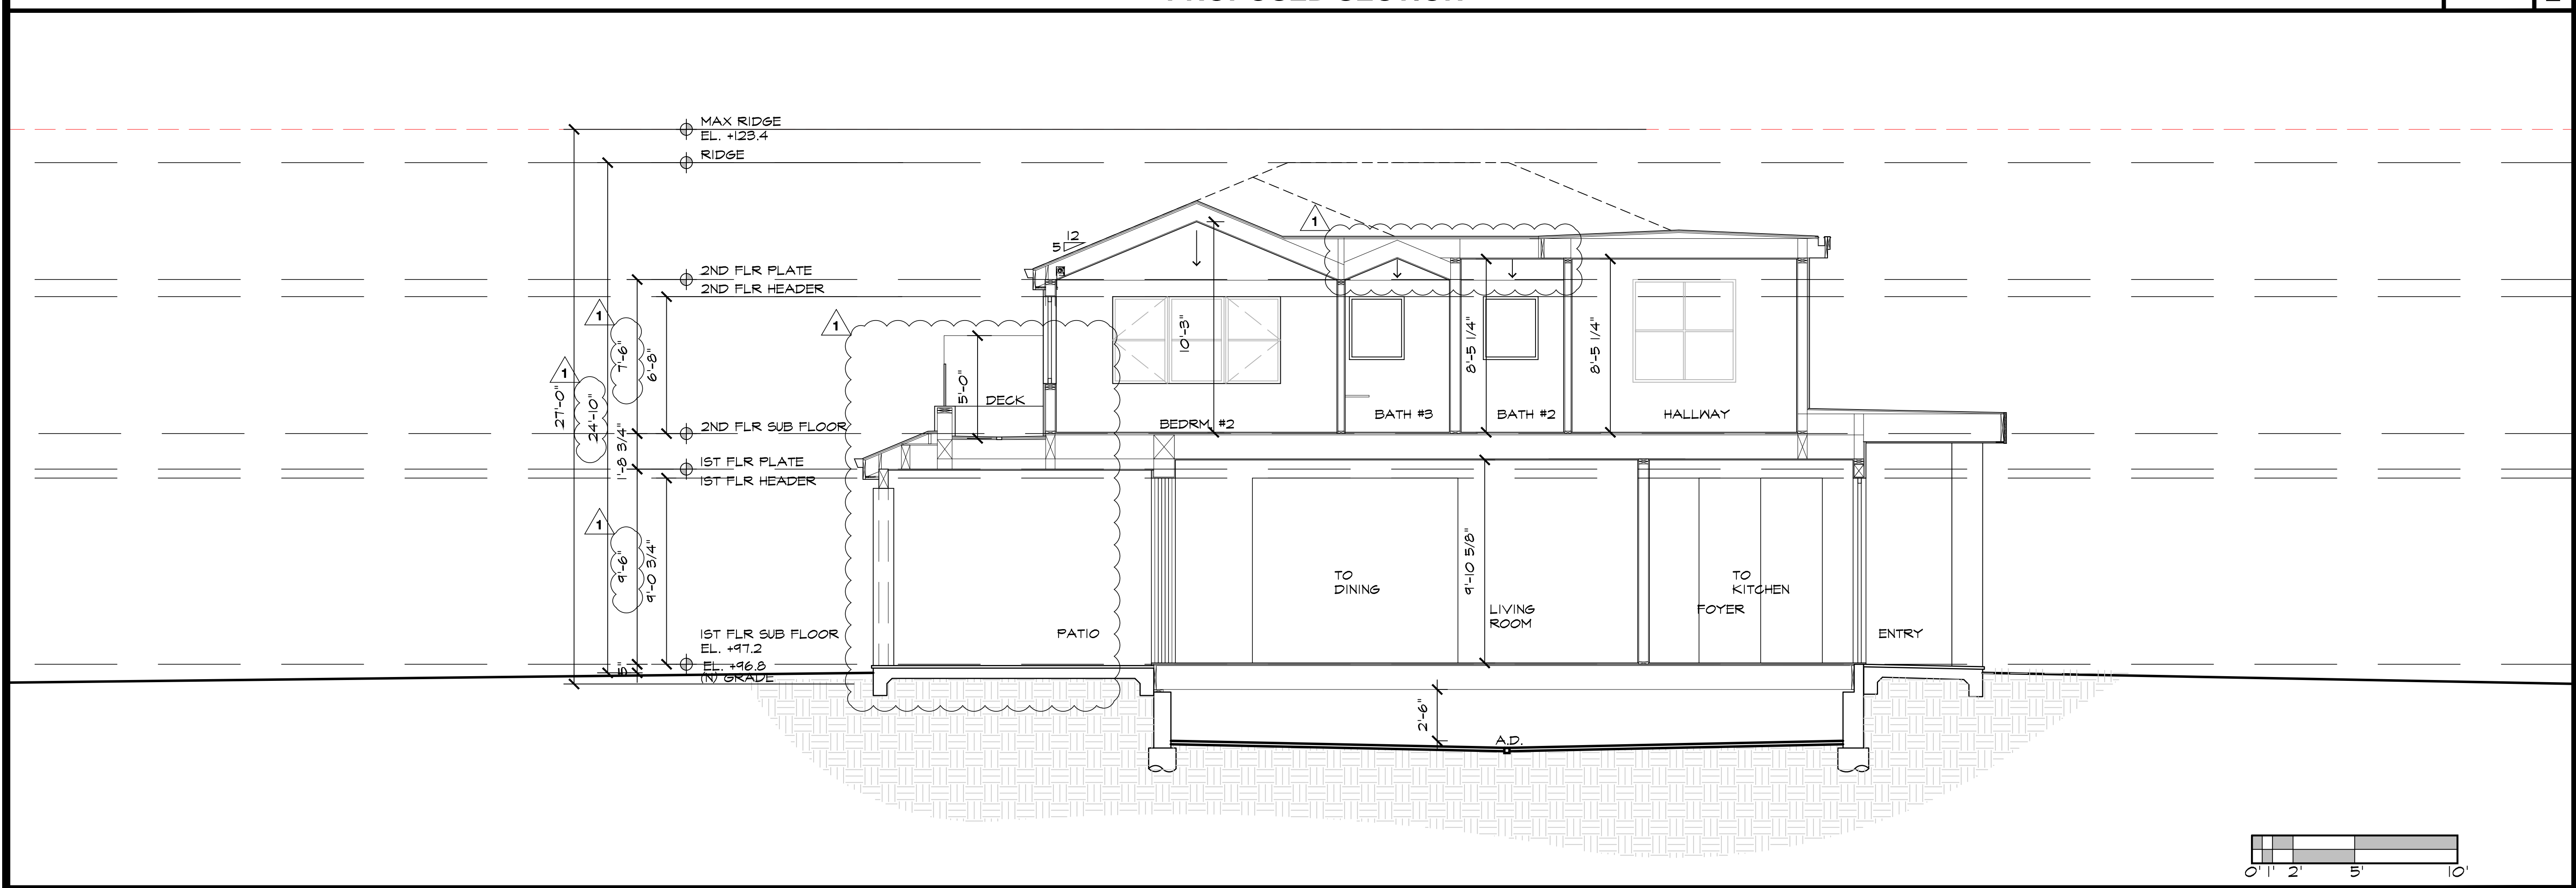 MAX RIDGE
EL. +123.4
RIDGE
1
12
5
2ND FLR PLATE
2ND FLR HEADER
1
1
7'-6"
6'-8"
10'-3"
8'-5 1/4"
8'-5 1/4"
1
27'-0"
24'-10"
5'-0"
DECK
BEDRM. #2
BATH #3
BATH #2
HALLWAY
2ND FLR SUB FLOOR
1'-8 3/4"
1ST FLR PLATE
1ST FLR HEADER
1
9'-6"
9'-0 3/4"
9'-10 5/8"
TO
DINING
TO
KITCHEN
LIVING
ROOM
FOYER
1ST FLR SUB FLOOR
EL. +97.2
PATIO
ENTRY
5"
EL. +96.8
(N) GRADE
2'-6"
A.D.
0' 1' 2' 5' 10'